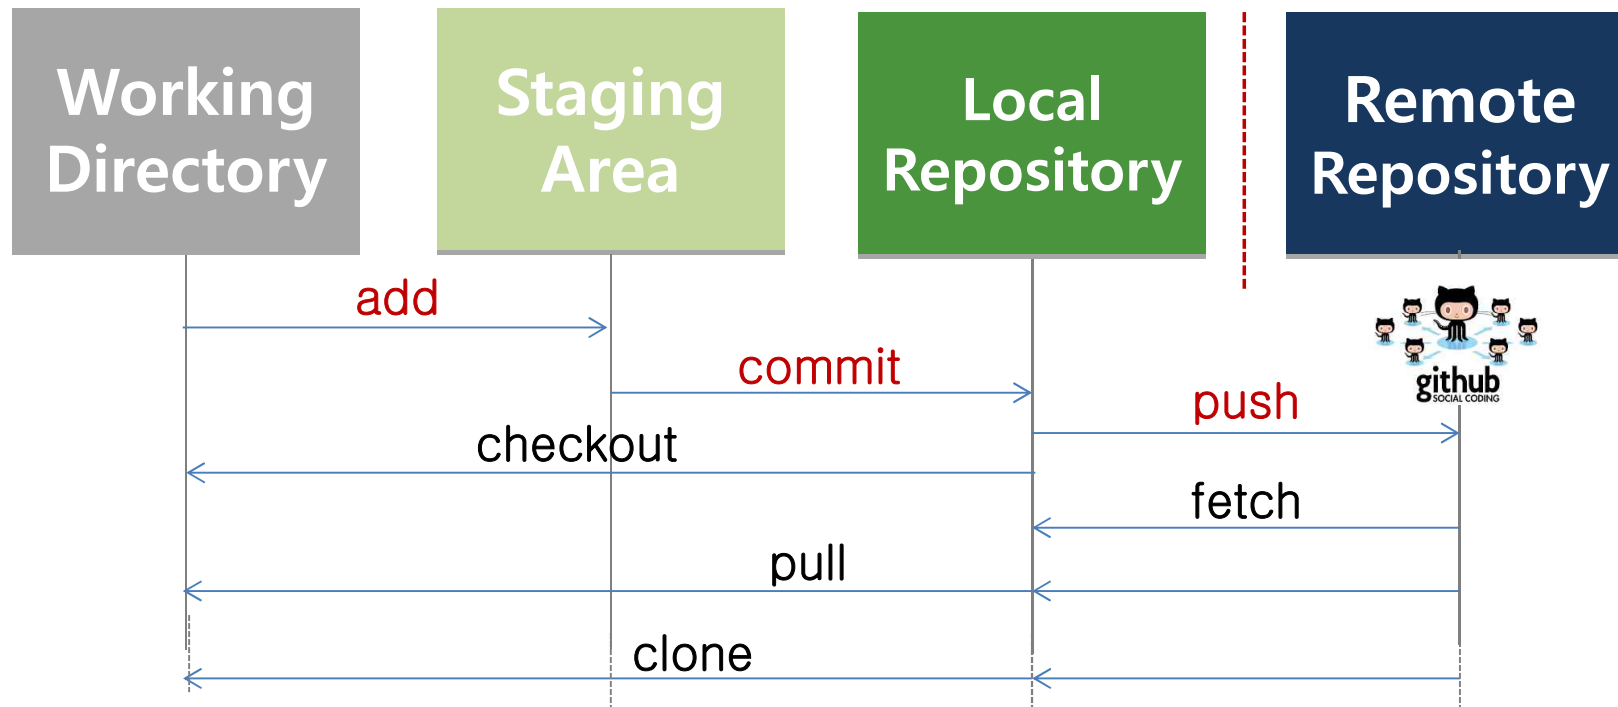 Working
Directory
Staging
Area
Local
Repository
Remote
Repository
add
commit
github
SOCIAL CODING
push
checkout
fetch
pull
clone